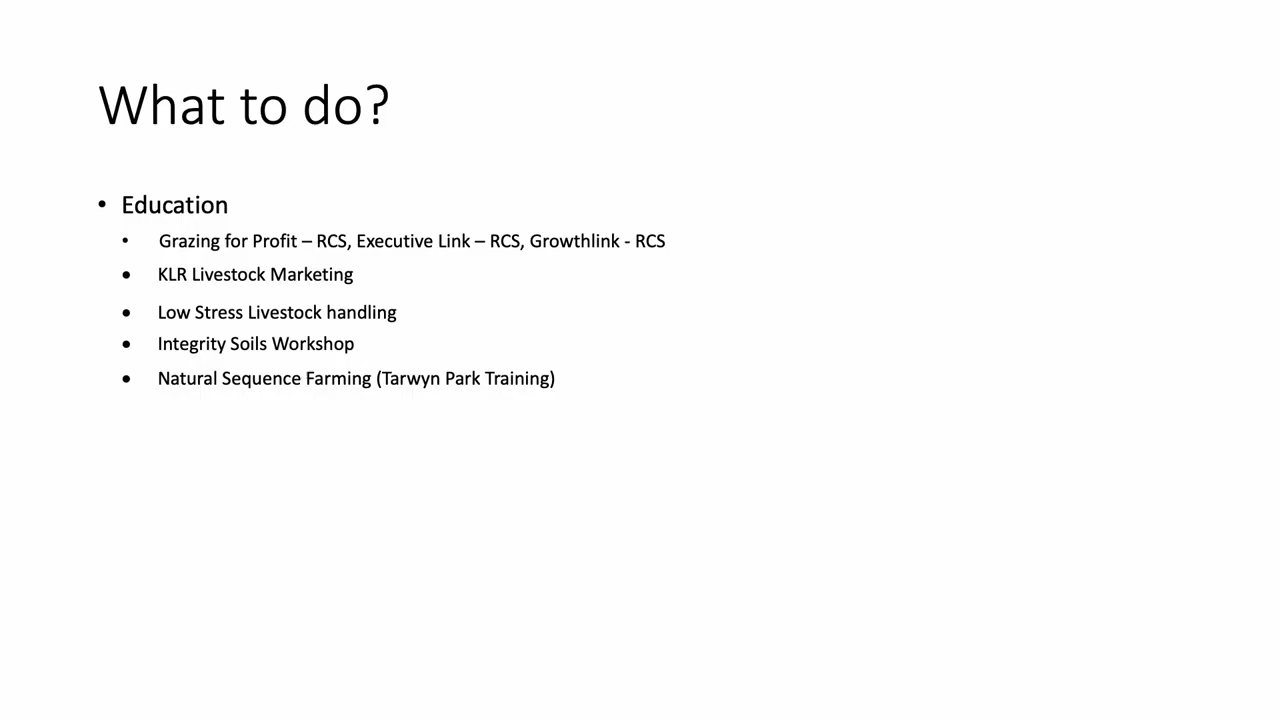 What to do?
• Education
• Grazing for Profit – RCS, Executive Link – RCS, Growthlink - RCS
• KLR Livestock Marketing
• Low Stress Livestock handling
• Integrity Soils Workshop
• Natural Sequence Farming (Tarwyn Park Training)